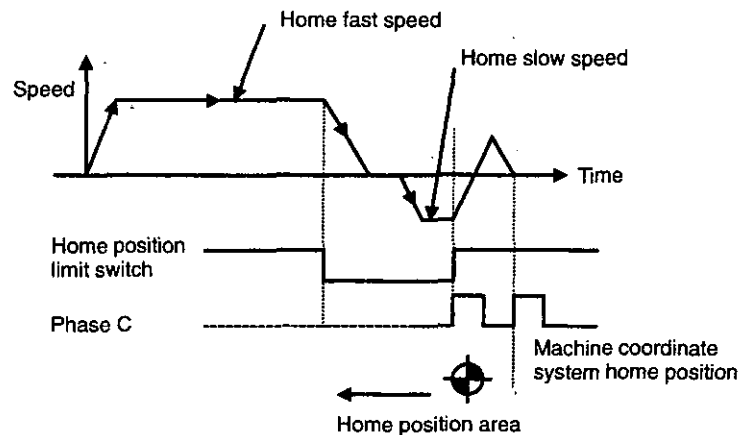 Home fast speed
Home slow speed
Speed
Time
Home position
limit switch
Phase C
Machine coordinate
system home position
Home position area